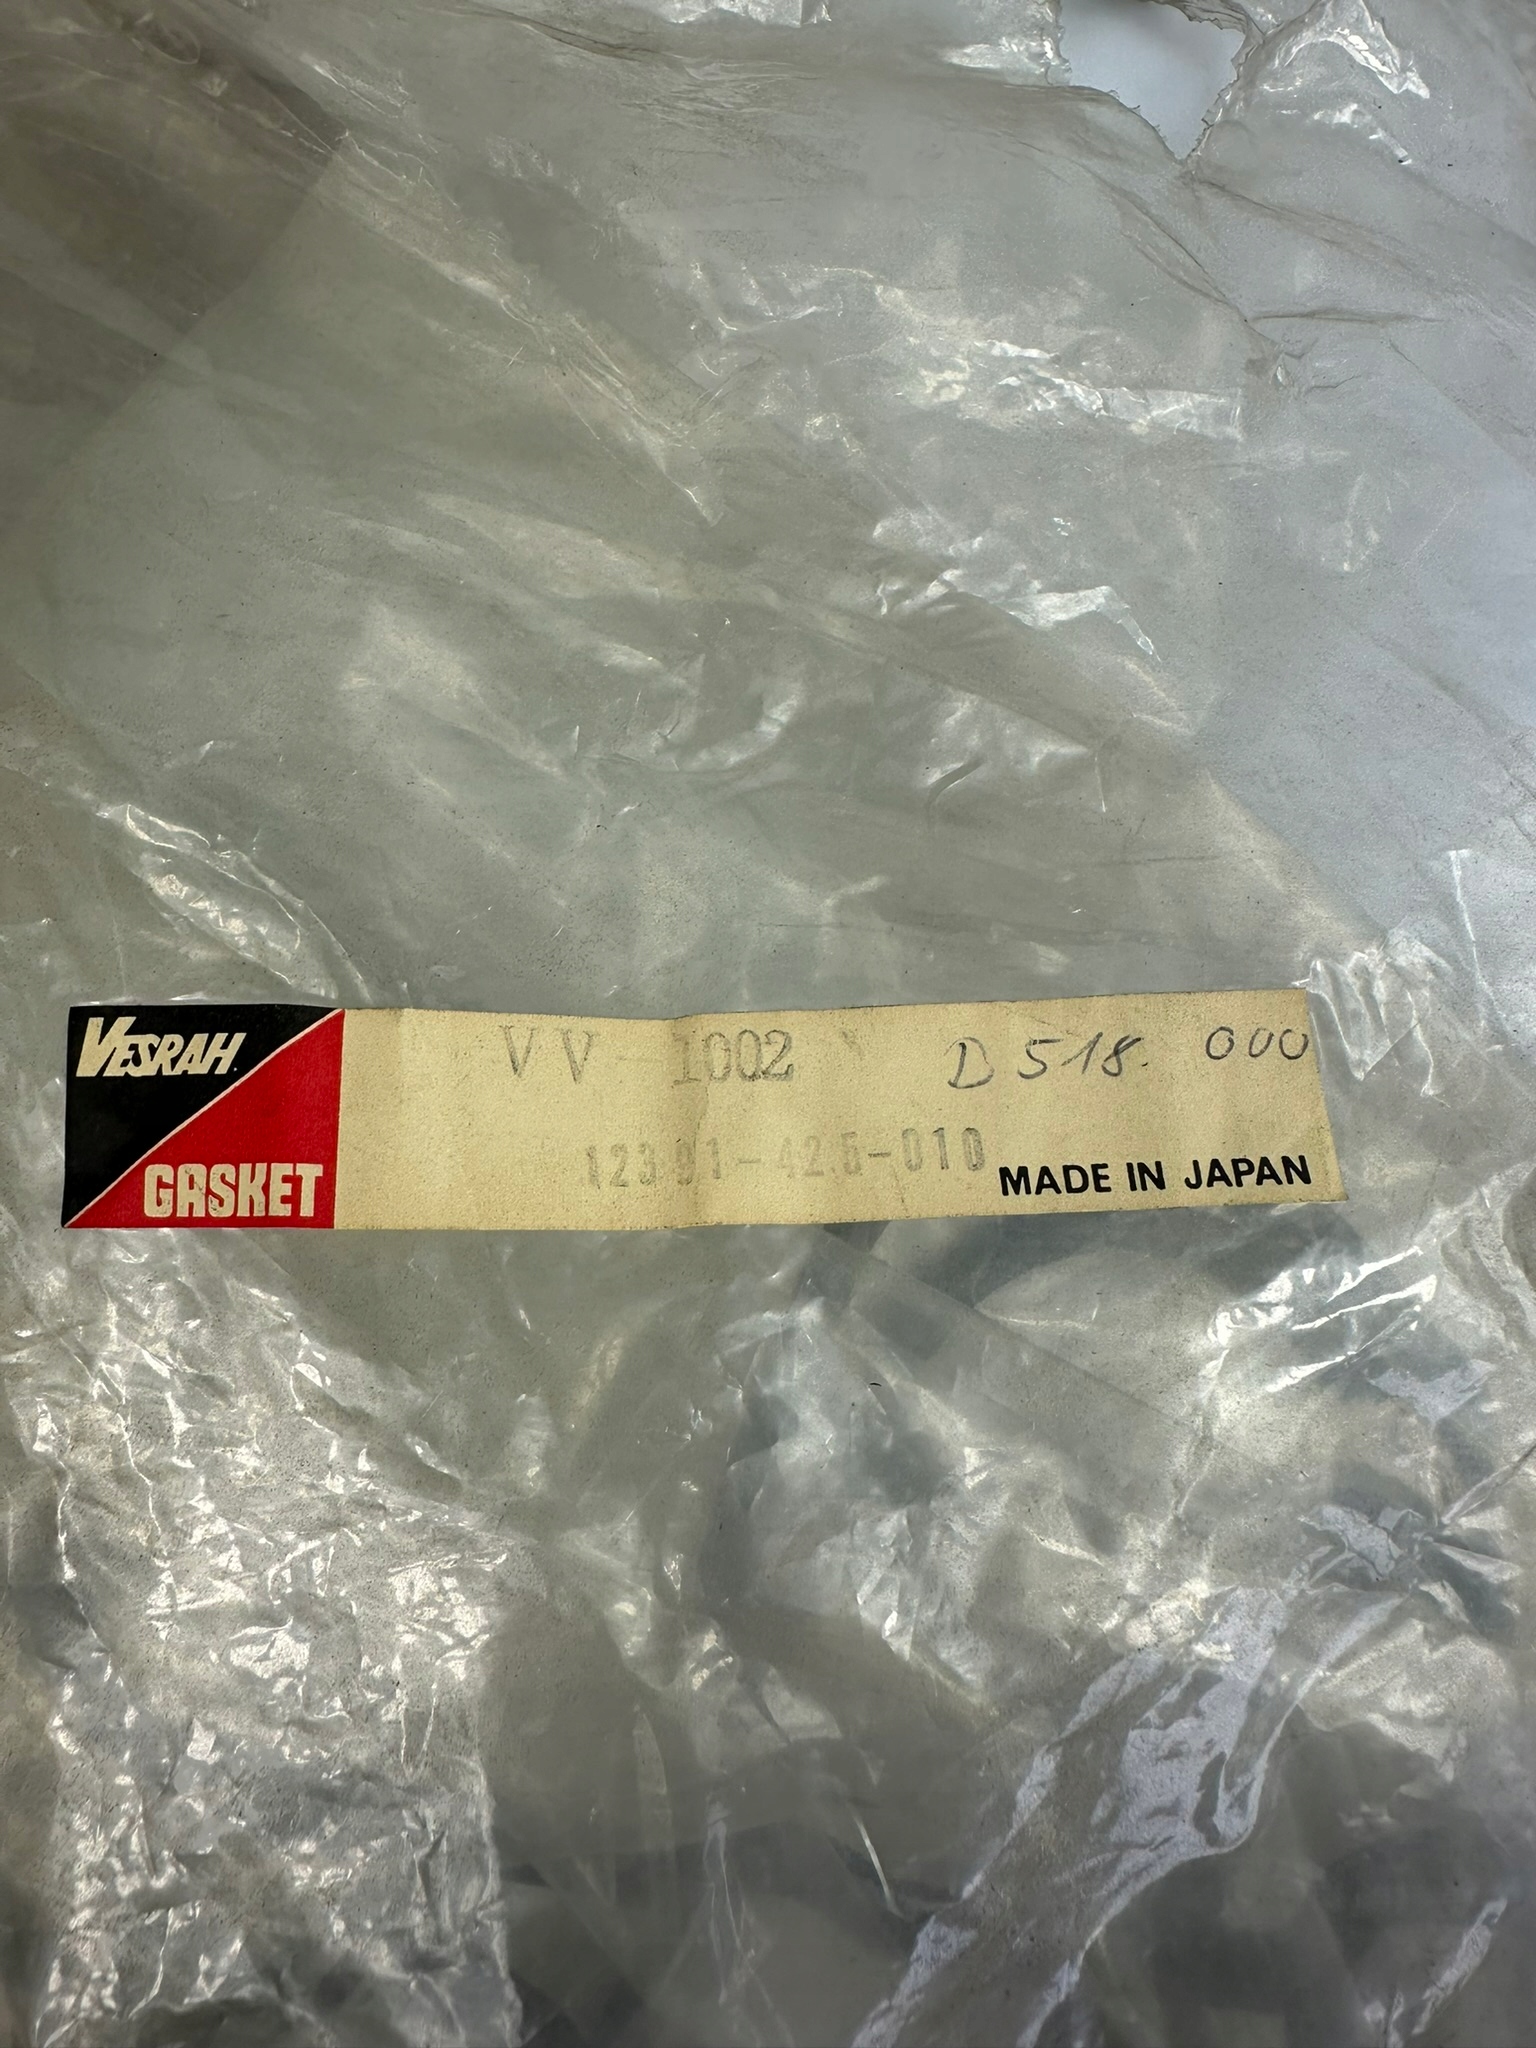 VESRAH
GASKET
VV 1002 D 518. 000
12391-425-010
MADE IN JAPAN